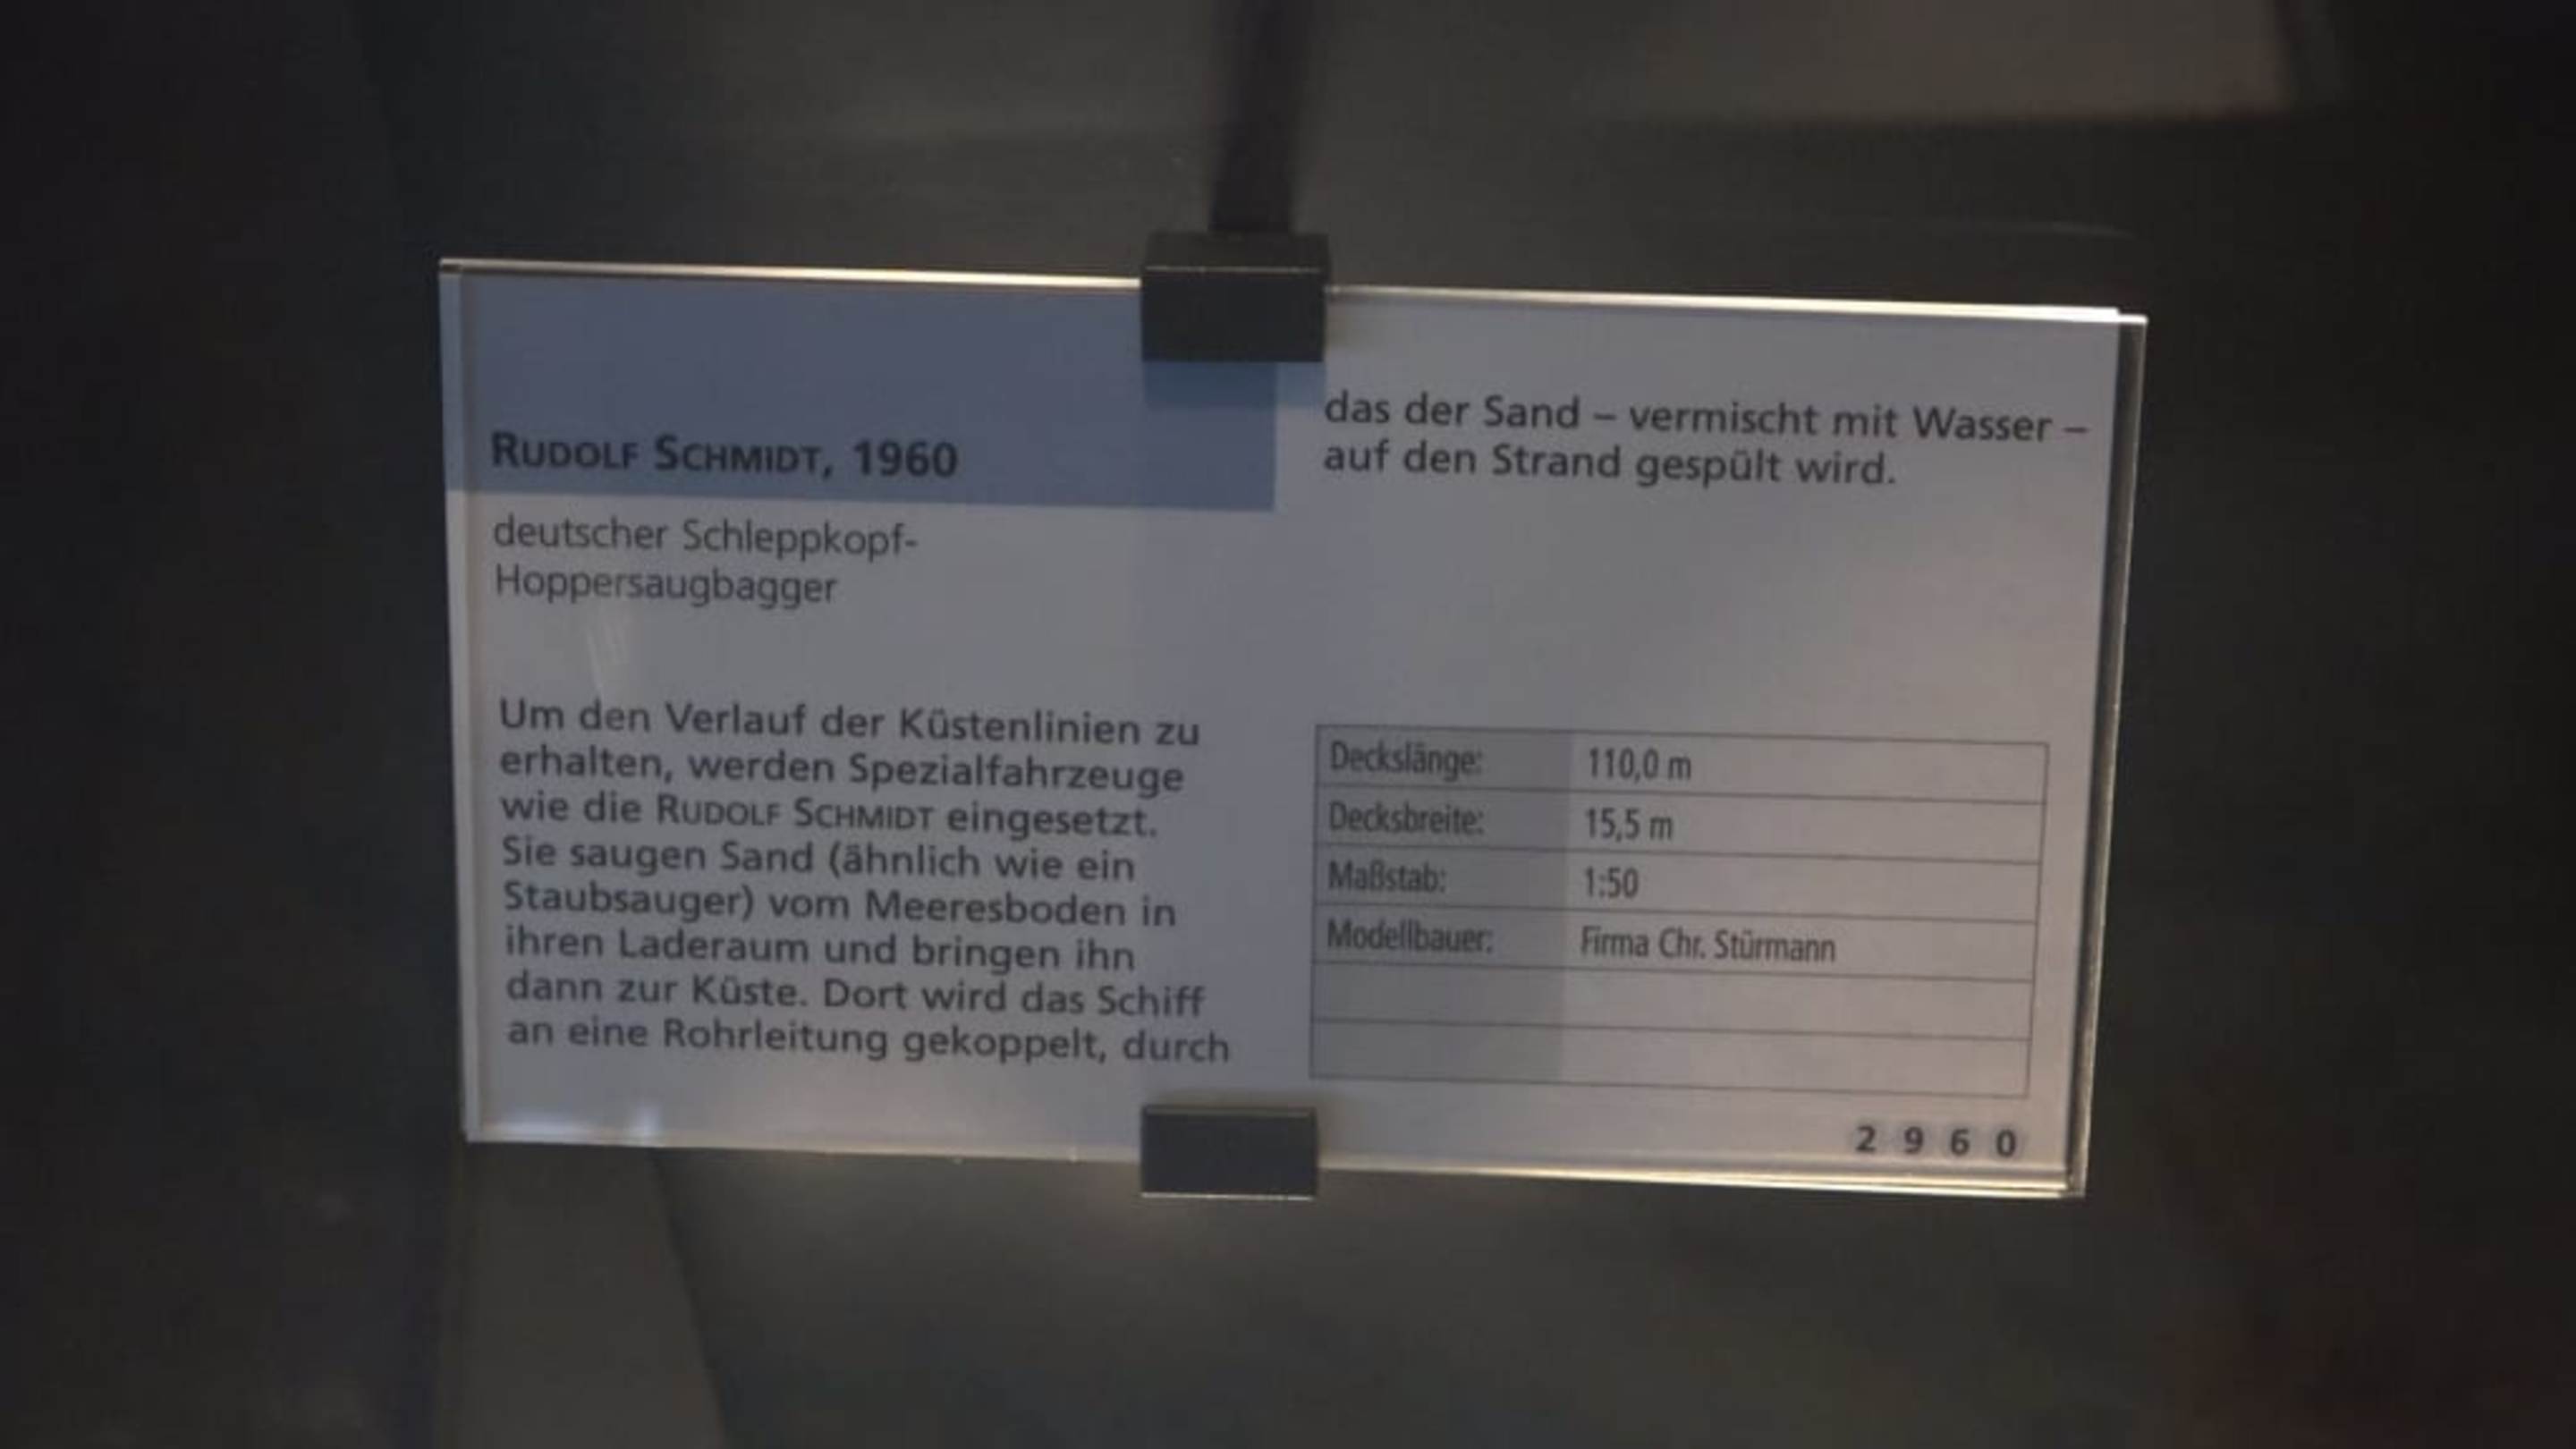 RUDOLF SCHMIDT, 1960
deutscher Schleppkopf-
Hoppersaugbagger
Um den Verlauf der Küstenlinien zu
erhalten, werden Spezialfahrzeuge
wie die RUDOLF SCHMIDT eingesetzt.
Sie saugen Sand (ähnlich wie ein
Staubsauger) vom Meeresboden in
ihren Laderaum und bringen ihn
dann zur Küste. Dort wird das Schiff
an eine Rohrleitung gekoppelt, durch
das der Sand – vermischt mit Wasser –
auf den Strand gespült wird.
Deckslänge: 110,0 m
Decksbreite: 15,5 m
Maßstab: 1:50
Modellbauer: Firma Chr. Stürmann
2 9 6 0